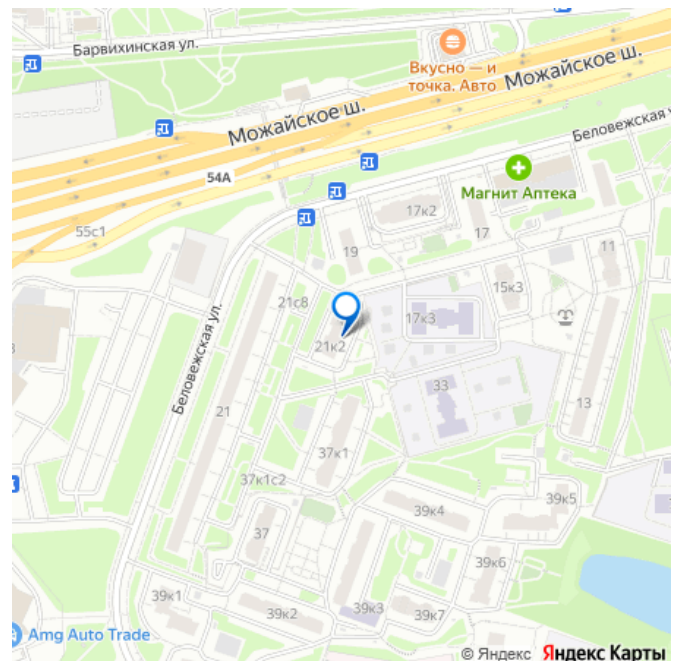 Барвихинская ул.
Вкусно — и
точка. Авто
Можайское ш.
Можайское ш.
Беловежская у
54А
Магнит Аптека
17к2
55с1
19
17
11
15к3
21с8
17к3
21к2
Беловежская ул.
33
21
13
37к1
37к1с2
39к4
39к5
37
39к6
39к1
39к2
39к3
39к7
Amg Auto Trade
© Яндекс Яндекс Карты